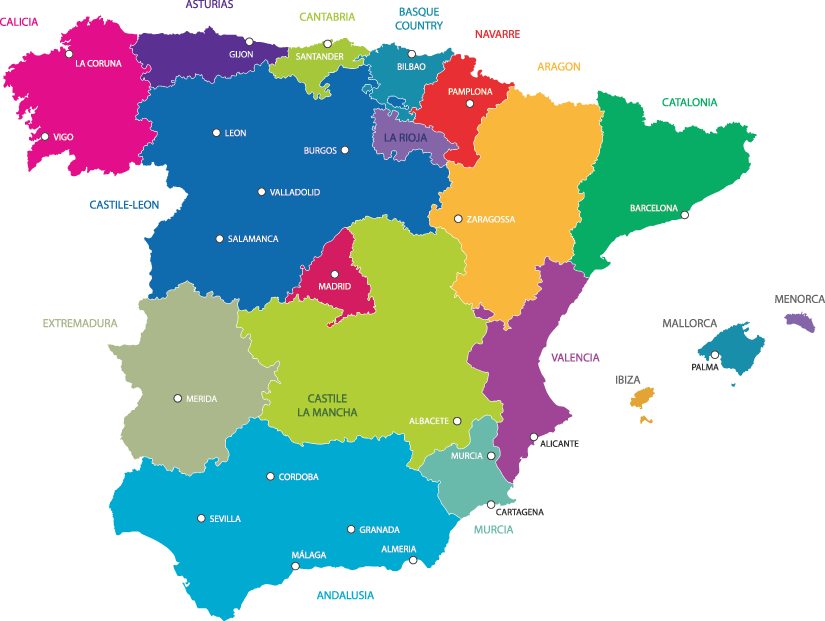 ASTURIAS
CALICIA
CANTABRIA
BASQUE
COUNTRY
NAVARRE
ARAGON
CATALONIA
LA CORUNA
GIJON
SANTANDER
BILBAO
PAMPLONA
VIGO
LEON
BURGOS
LA RIOJA
VALLADOLID
CASTILE-LEON
SALAMANCA
ZARAGOSSA
BARCELONA
MADRID
EXTREMADURA
MENORCA
MALLORCA
PALMA
IBIZA
VALENCIA
MERIDA
CASTILE
LA MANCHA
ALBACETE
ALICANTE
MURCIA
CARTAGENA
MURCIA
CORDOBA
SEVILLA
GRANADA
MÁLAGA
ALMERIA
ANDALUSIA